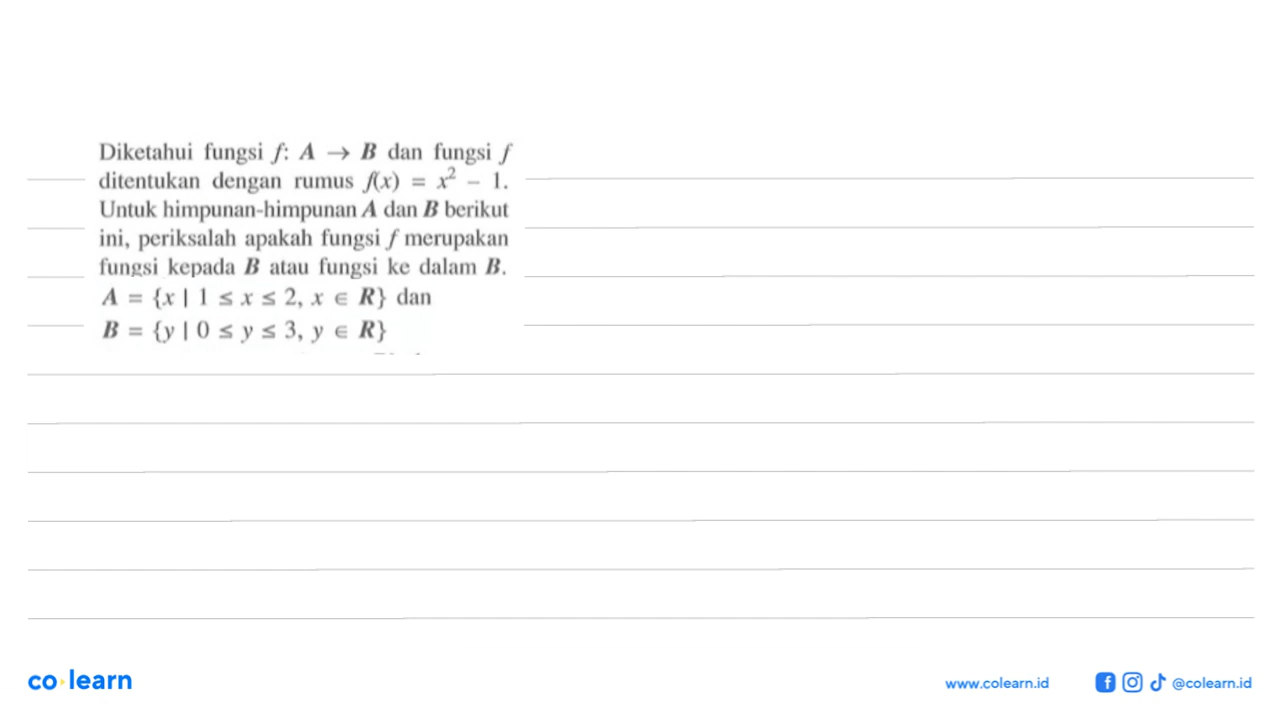 Diketahui fungsi f: A → B dan fungsi f
ditentukan dengan rumus f(x) = x² − 1.
Untuk himpunan-himpunan A dan B berikut
ini, periksalah apakah fungsi f merupakan
fungsi kepada B atau fungsi ke dalam B.
A = {x | 1 ≤ x ≤ 2, x ∈ R} dan
B = {y | 0 ≤ y ≤ 3, y ∈ R}
co learn
www.colearn.id
@colearn.id